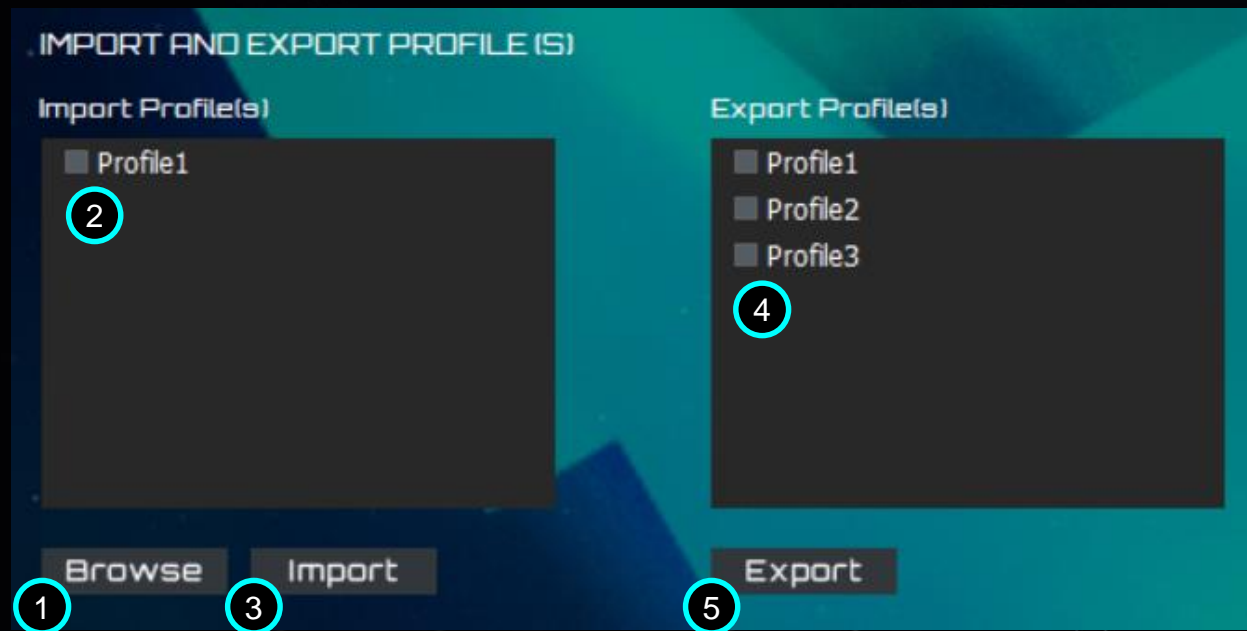 IMPORT AND EXPORT PROFILE (S)
Import Profile(s)
Profile1
2
Browse
Import
1
3
Export Profile(s)
Profile1
Profile2
Profile3
4
Export
5